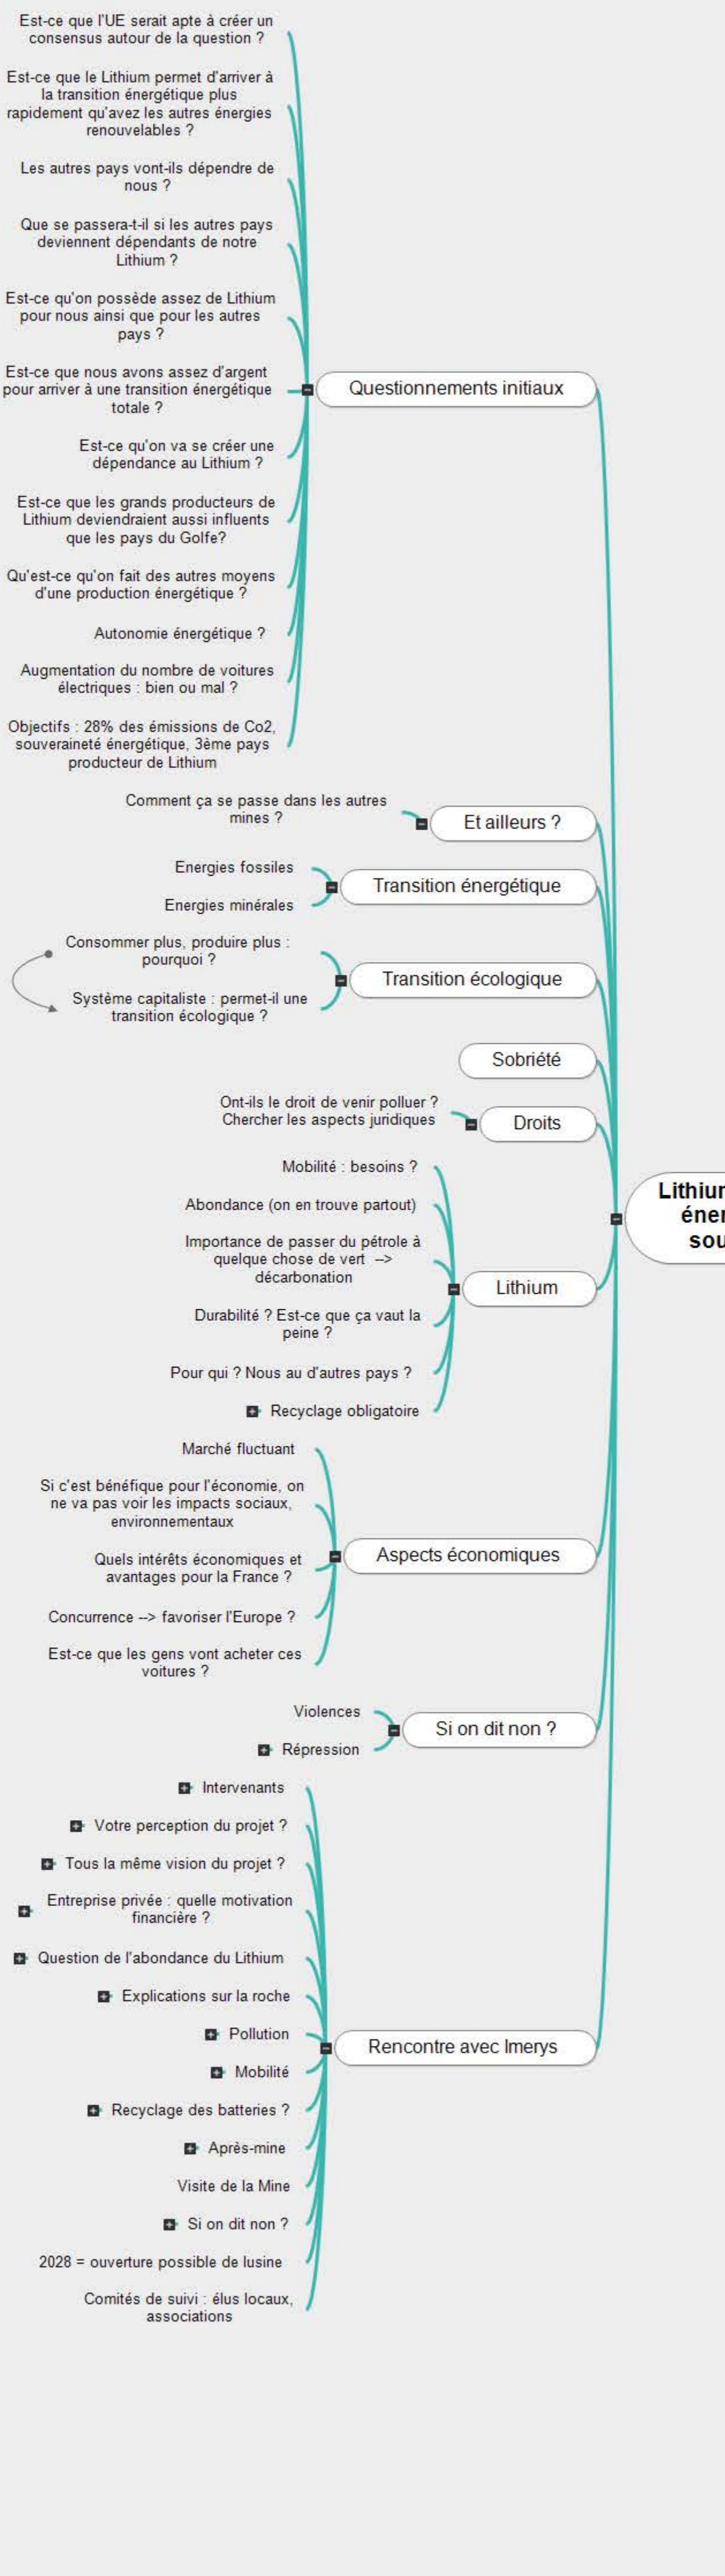 Est-ce que l'UE serait apte à créer un
consensus autour de la question ?
Est-ce que le Lithium permet d'arriver à
la transition énergétique plus
rapidement qu'avez les autres énergies
renouvelables ?
Les autres pays vont-ils dépendre de
nous ?
Que se passera-t-il si les autres pays
deviennent dépendants de notre
Lithium ?
Est-ce qu'on possède assez de Lithium
pour nous ainsi que pour les autres
pays ?
Est-ce que nous avons assez d'argent
pour arriver à une transition énergétique
totale ?
Est-ce qu'on va se créer une
dépendance au Lithium ?
Est-ce que les grands producteurs de
Lithium deviendraient aussi influents
que les pays du Golfe?
Qu'est-ce qu'on fait des autres moyens
d'une production énergétique ?
Autonomie énergétique ?
Augmentation du nombre de voitures
électriques : bien ou mal ?
Objectifs : 28% des émissions de Co2,
souveraineté énergétique, 3ème pays
producteur de Lithium
Questionnements initiaux
Comment ça se passe dans les autres
mines ?
Et ailleurs ?
Energies fossiles
Energies minérales
Transition énergétique
Consommer plus, produire plus :
pourquoi ?
Système capitaliste : permet-il une
transition écologique ?
Transition écologique
Sobriété
Ont-ils le droit de venir polluer ?
Chercher les aspects juridiques
Droits
Mobilité : besoins ?
Abondance (on en trouve partout)
Importance de passer du pétrole à
quelque chose de vert -->
décarbonation
Durabilité ? Est-ce que ça vaut la
peine ?
Pour qui ? Nous au d'autres pays ?
Recyclage obligatoire
Lithium
Marché fluctuant
Si c'est bénéfique pour l'économie, on
ne va pas voir les impacts sociaux,
environnementaux
Quels intérêts économiques et
avantages pour la France ?
Concurrence --> favoriser l'Europe ?
Est-ce que les gens vont acheter ces
voitures ?
Aspects économiques
Violences
Répression
Si on dit non ?
Intervenants
Votre perception du projet ?
Tous la même vision du projet ?
Entreprise privée : quelle motivation
financière ?
Question de l'abondance du Lithium
Explications sur la roche
Pollution
Mobilité
Recyclage des batteries ?
Après-mine
Visite de la Mine
Si on dit non ?
2028 = ouverture possible de lusine
Comités de suivi : élus locaux,
associations
Rencontre avec Imerys